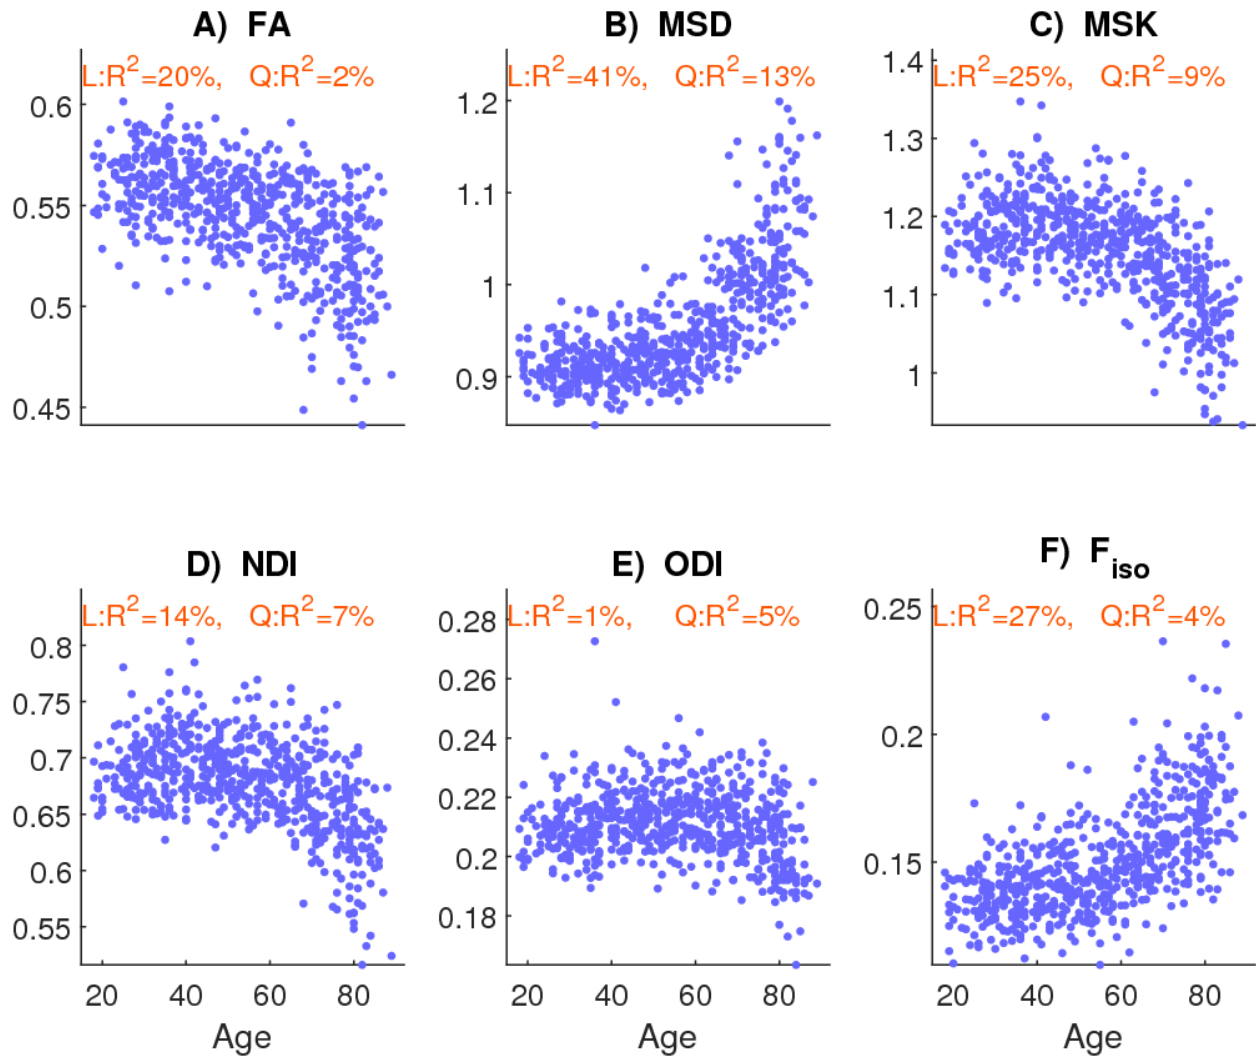 A) FA
L:R²=20%, Q:R²=2%
0.6
0.55
0.5
0.45
B) MSD
L:R²=41%, Q:R²=13%
1.2
1.1
1
0.9
C) MSK
L:R²=25%, Q:R²=9%
1.4
1.3
1.2
1.1
1
D) NDI
L:R²=14%, Q:R²=7%
0.8
0.75
0.7
0.65
0.6
0.55
20 40 60 80
Age
E) ODI
L:R²=1%, Q:R²=5%
0.28
0.26
0.24
0.22
0.2
0.18
20 40 60 80
Age
F) Fiso
L:R²=27%, Q:R²=4%
0.25
0.2
0.15
20 40 60 80
Age